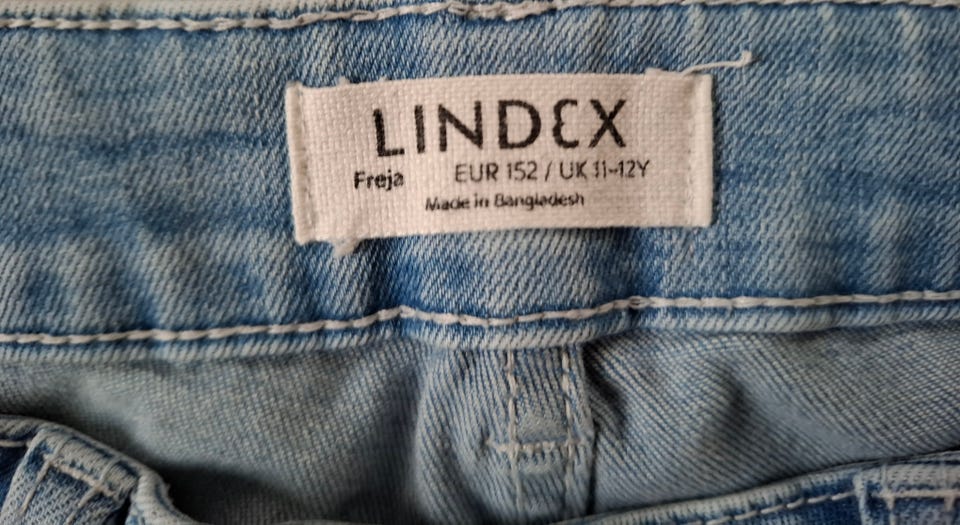 LINDEX
Freja EUR 152 / UK 11-12Y
Made in Bangladesh